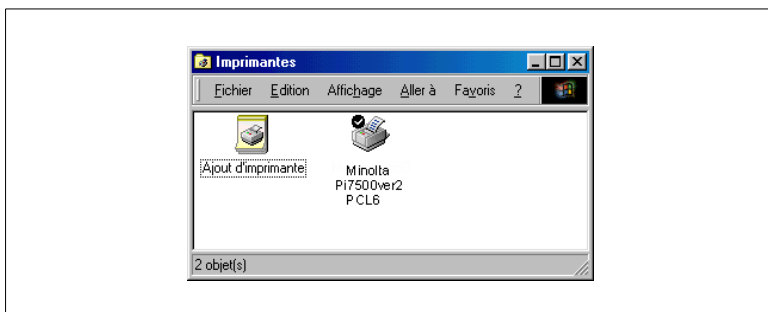 Imprimantes
Fichier Edition Affichage Aller à Favoris ?
Ajout d'imprimante
Minolta
Pi7500ver2
PCL6
2 objet(s)